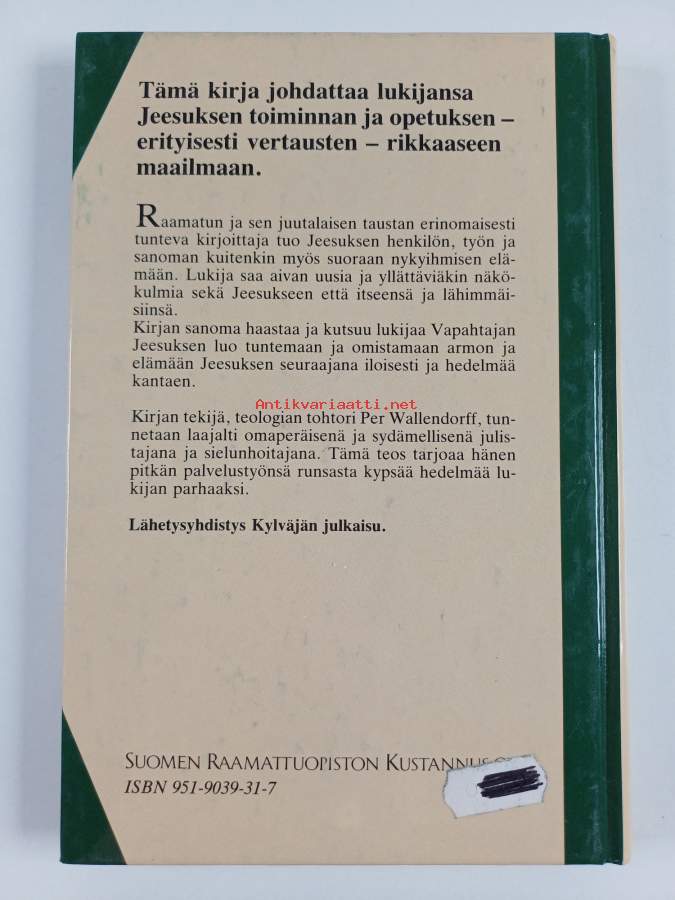 Tämä kirja johdattaa lukijansa
Jeesuksen toiminnan ja opetuksen –
erityisesti vertausten – rikkaaseen
maailmaan.
Raamatun ja sen juutalaisen taustan erinomaisesti
tunteva kirjoittaja tuo Jeesuksen henkilön, työn ja
sanoman kuitenkin myös suoraan nykyihmisen elä-
mään. Lukija saa aivan uusia ja yllättäviäkin näkö-
kulmia sekä Jeesukseen että itseensä ja lähimmäi-
siinsä.
Kirjan sanoma haastaa ja kutsuu lukijaa Vapahtajan
Jeesuksen luo tuntemaan ja omistamaan armon ja
elämään Jeesuksen seuraajana iloisesti ja hedelmää
kantaen.
Antikvariaatti.net
Kirjan tekijä, teologian tohtori Per Wallendorff, tun-
netaan laajalti omaperäisenä ja sydämellisenä julis-
tajana ja sielunhoitajana. Tämä teos tarjoaa hänen
pitkän palvelustyönsä runsasta kypsää hedelmää lu-
kijan parhaaksi.
Lähetysyhdistys Kylväjän julkaisu.
SUOMEN RAAMATTUOPISTON KUSTANNUS
ISBN 951-9039-31-7